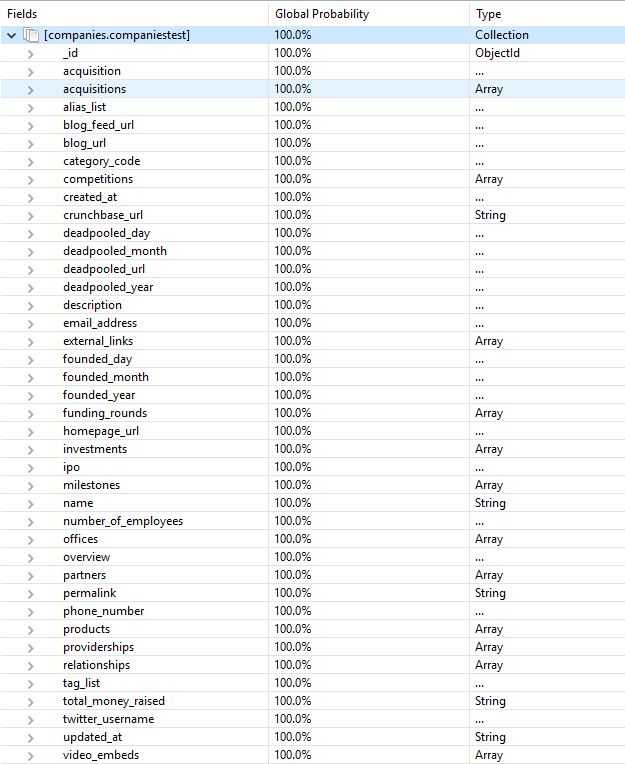 Fields Global Probability Type
[companies.companiestest] 100.0% Collection
_id 100.0% ObjectId
acquisition 100.0% ...
acquisitions 100.0% Array
alias_list 100.0% ...
blog_feed_url 100.0% ...
blog_url 100.0% ...
category_code 100.0% ...
competitions 100.0% Array
created_at 100.0% ...
crunchbase_url 100.0% String
deadpooled_day 100.0% ...
deadpooled_month 100.0% ...
deadpooled_url 100.0% ...
deadpooled_year 100.0% ...
description 100.0% ...
email_address 100.0% ...
external_links 100.0% Array
founded_day 100.0% ...
founded_month 100.0% ...
founded_year 100.0% ...
funding_rounds 100.0% Array
homepage_url 100.0% ...
investments 100.0% Array
ipo 100.0% ...
milestones 100.0% Array
name 100.0% String
number_of_employees 100.0% ...
offices 100.0% Array
overview 100.0% ...
partners 100.0% Array
permalink 100.0% String
phone_number 100.0% ...
products 100.0% Array
providerships 100.0% Array
relationships 100.0% Array
tag_list 100.0% ...
total_money_raised 100.0% String
twitter_username 100.0% ...
updated_at 100.0% String
video_embeds 100.0% Array